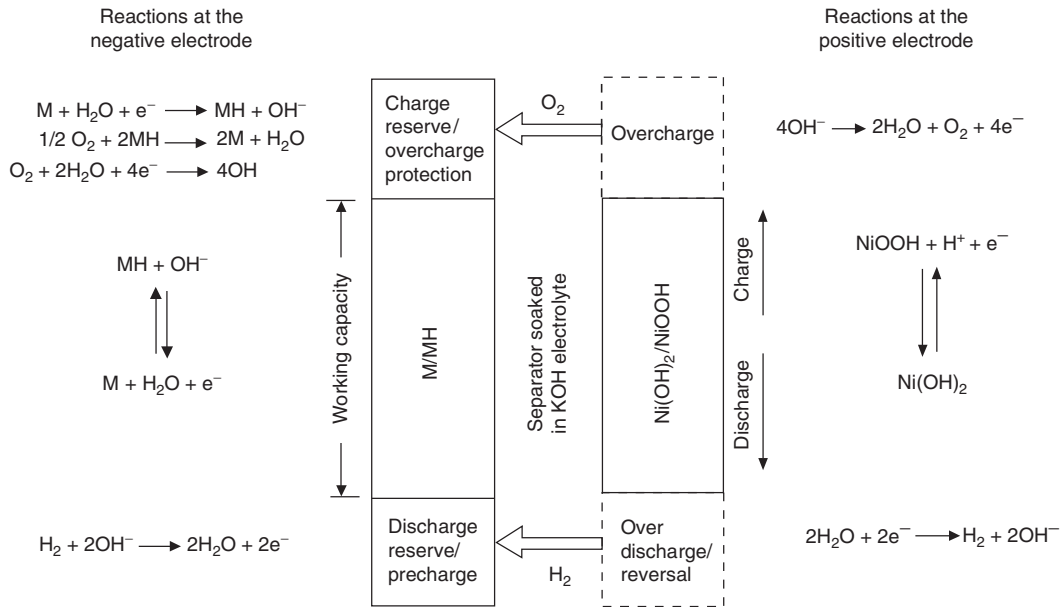 Reactions at the
negative electrode
Reactions at the
positive electrode
M + H₂O + e⁻ ⟶ MH + OH⁻
1/2 O₂ + 2MH ⟶ 2M + H₂O
O₂ + 2H₂O + 4e⁻ ⟶ 4OH
Charge
reserve/
overcharge
protection
O₂
Overcharge
4OH⁻ ⟶ 2H₂O + O₂ + 4e⁻
MH + OH⁻
M + H₂O + e⁻
Working capacity
M/MH
Separator soaked
in KOH electrolyte
Ni(OH)₂/NiOOH
Charge
Discharge
NiOOH + H⁺ + e⁻
Ni(OH)₂
H₂ + 2OH⁻ ⟶ 2H₂O + 2e⁻
Discharge
reserve/
precharge
H₂
Over
discharge/
reversal
2H₂O + 2e⁻ ⟶ H₂ + 2OH⁻